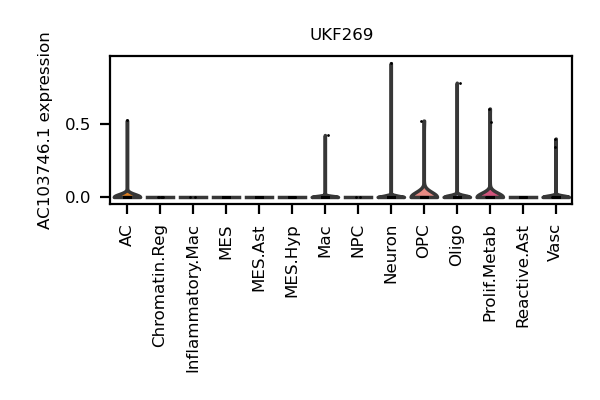 UKF269
AC103746.1 expression
0.5
0.0
AC
Chromatin.Reg
Inflammatory.Mac
MES
MES.Ast
MES.Hyp
Mac
NPC
Neuron
OPC
Oligo
Prolif.Metab
Reactive.Ast
Vasc